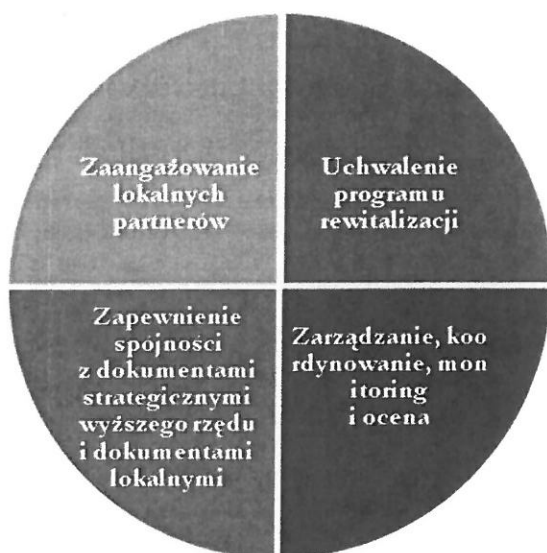 Zaangażowanie
lokalnych
partnerów
Uchwalenie
programu
rewitalizacji
Zapewnienie
spójności
z dokumentami
strategicznymi
wyższego rzędu
i dokumentami
lokalnymi
Zarządzanie, koo
rdynowanie, mon
itoring
i ocena